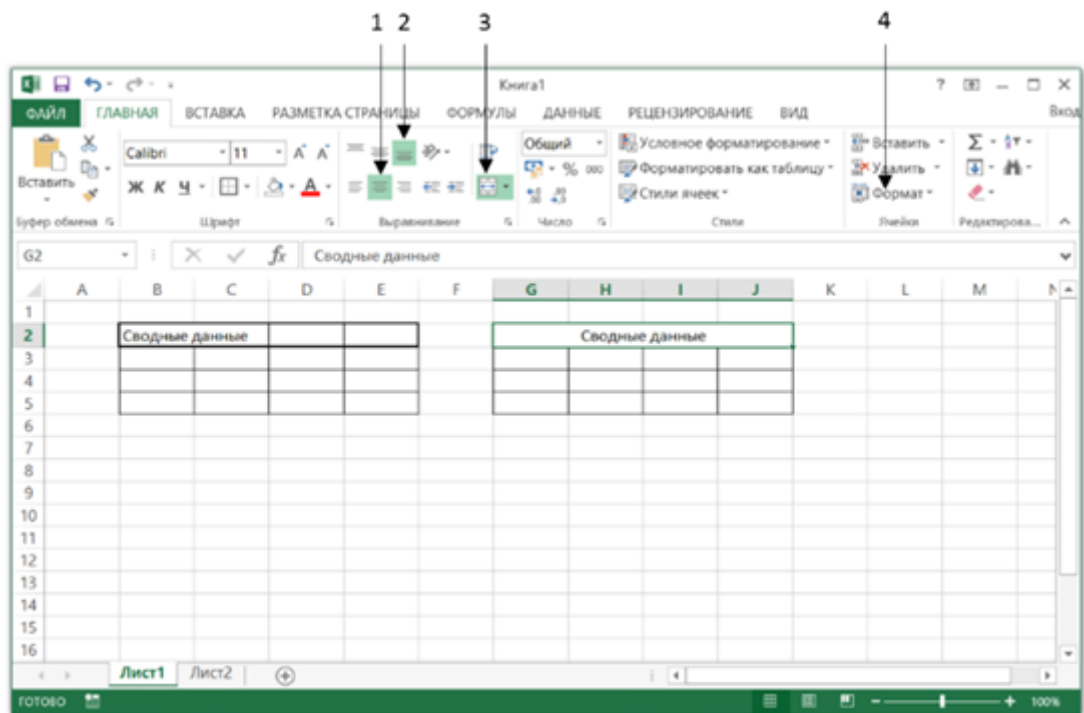 1 2 3 4
Книга1
ФАЙЛ ГЛАВНАЯ ВСТАВКА РАЗМЕТКА СТРАНИЦЫ ФОРМУЛЫ ДАННЫЕ РЕЦЕНЗИРОВАНИЕ ВИД Вход
Calibri 11 Общий Условное форматирование Вставить
Вставить % 000 Форматировать как таблицу Удалить
Ж К Ч Стили ячеек Формат
Буфер обмена Шрифт Выравнивание Число Стили Ячейки Редактирова...
G2 fx Сводные данные
A B C D E F G H I J K L M N
1
2 Сводные данные Сводные данные
3
4
5
6
7
8
9
10
11
12
13
14
15
16
Лист1 Лист2
ГОТОВО 100%